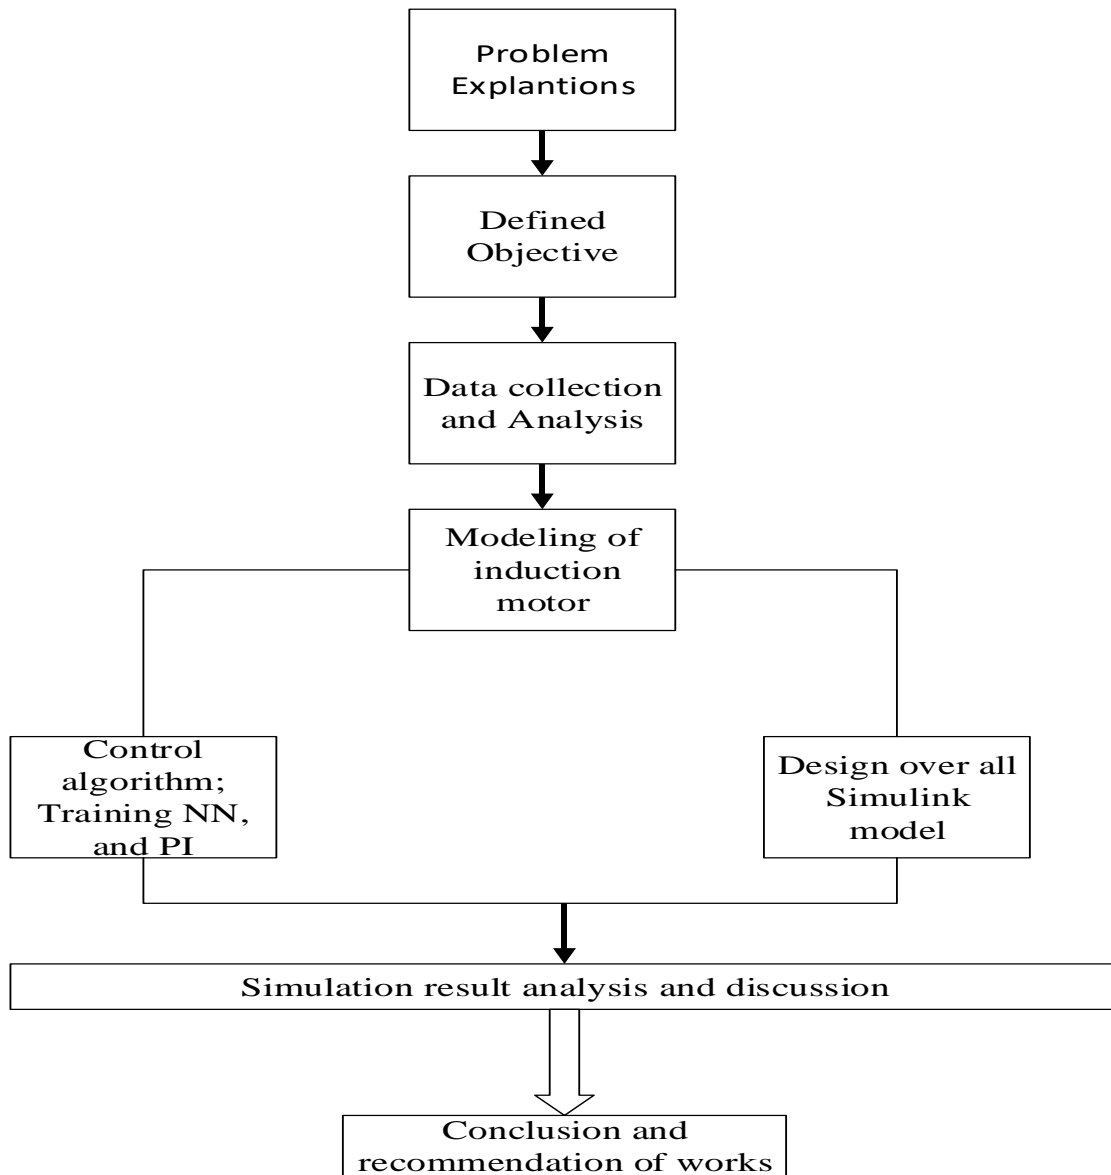 Problem
Explantions
Defined
Objective
Data collection
and Analysis
Modeling of
induction
motor
Control
algorithm;
Training NN,
and PI
Design over all
Simulink
model
Simulation result analysis and discussion
Conclusion and
recommendation of works